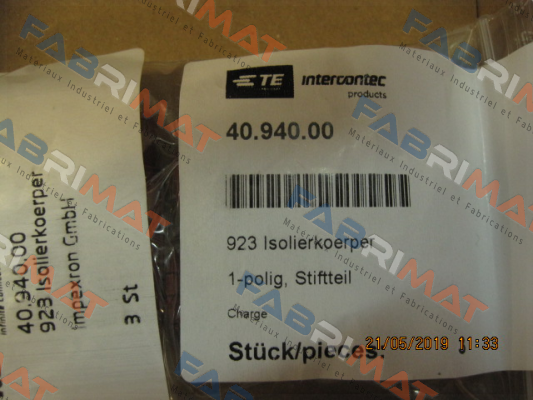 TE intercontec
products
40.940.00
923 Isolierkoerper
1-polig, Stiftteil
Charge
Stück/pieces:
21/05/2019 11:33
40.940.00
923 Isolierkoerper
Impexron GmbH
3 St
FABRIMAT
Materiaux Industriel et Fabrications